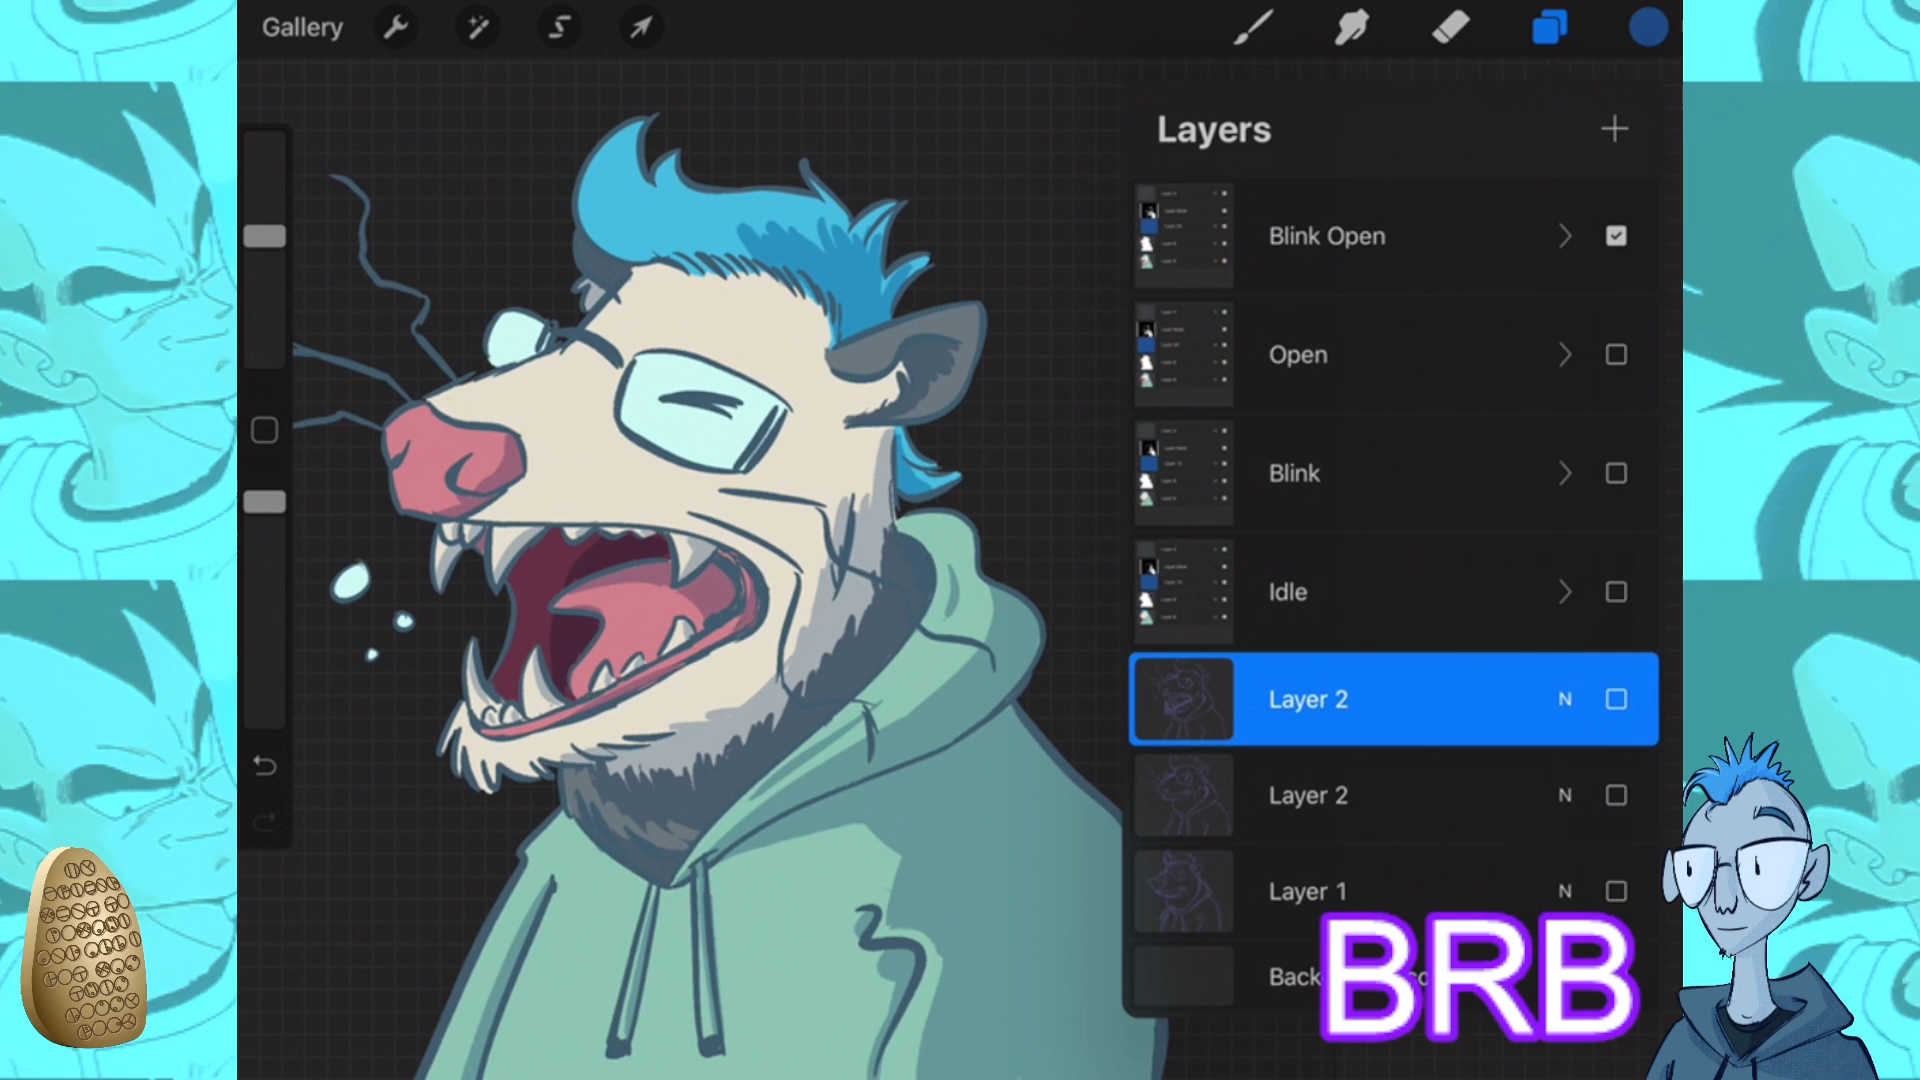 Gallery
Layers
Blink Open
Open
Blink
Idle
Layer 2 N
Layer 2 N
Layer 1 N
Back
BRB